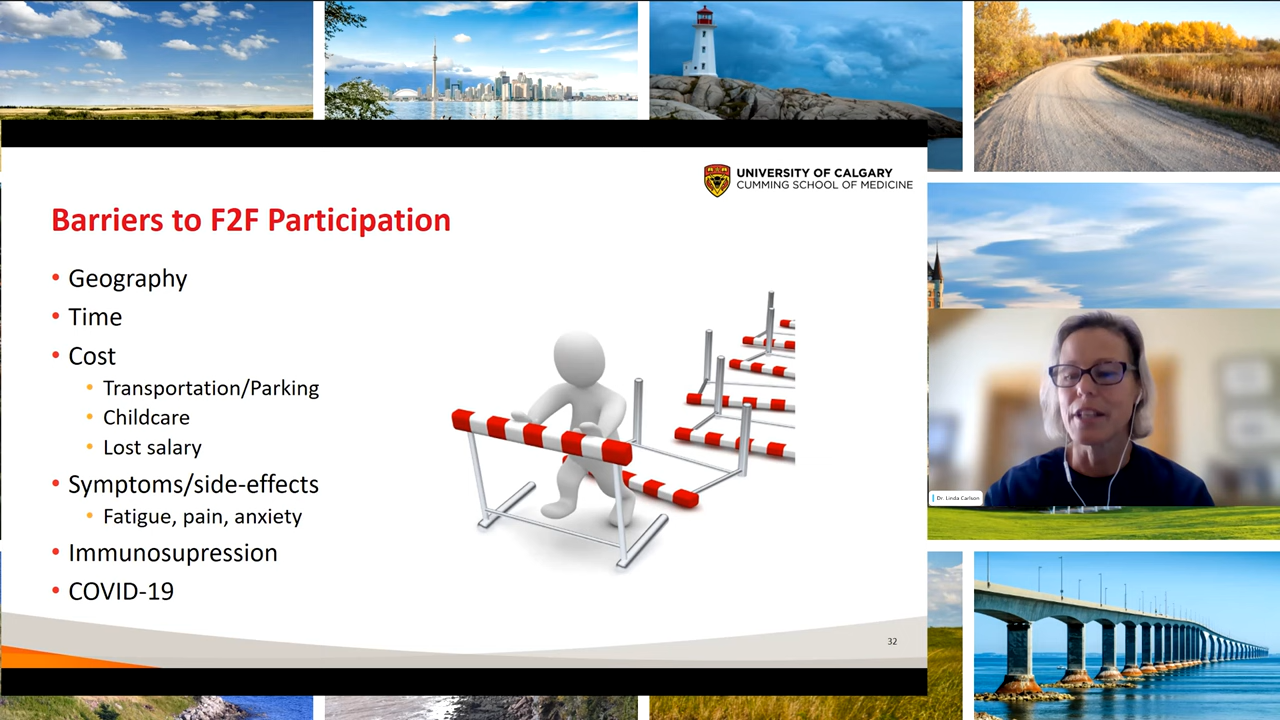 UNIVERSITY OF CALGARY
CUMMING SCHOOL OF MEDICINE
Barriers to F2F Participation
• Geography
• Time
• Cost
• Transportation/Parking
• Childcare
• Lost salary
• Symptoms/side-effects
• Fatigue, pain, anxiety
• Immunosupression
• COVID-19
32
Dr. Linda Carlson